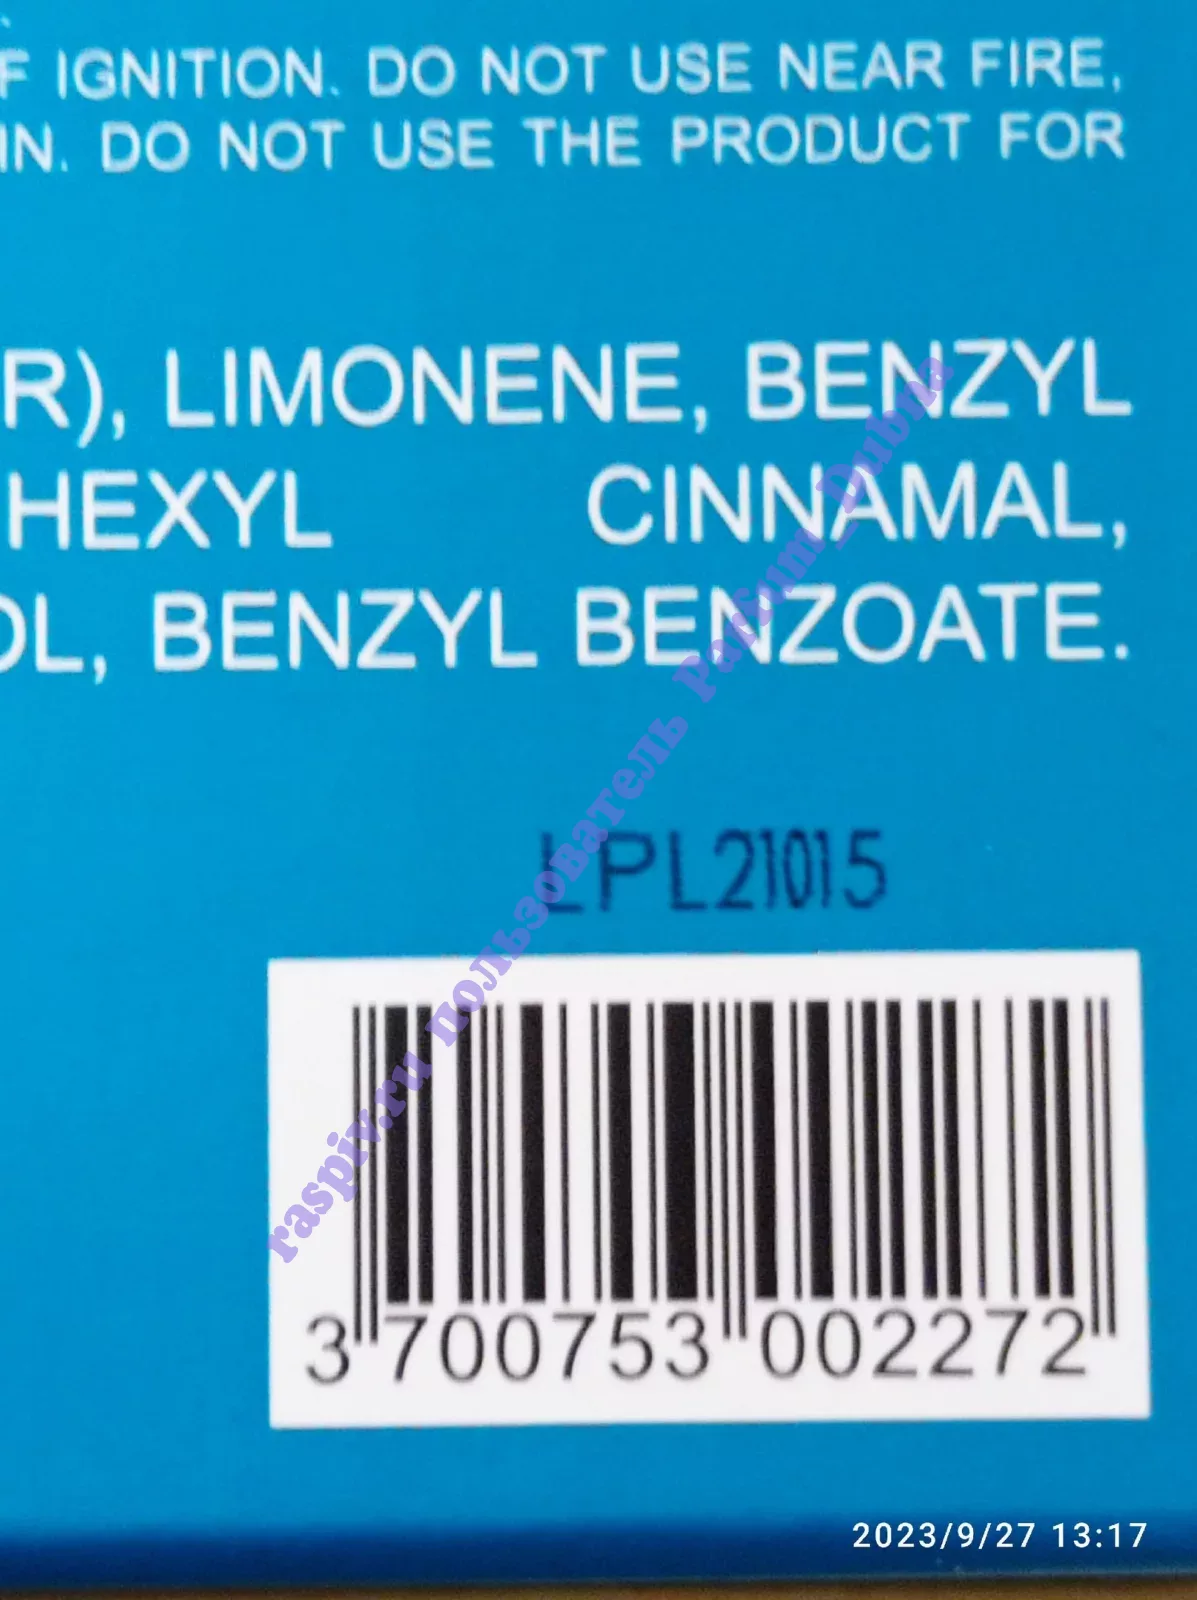 F IGNITION. DO NOT USE NEAR FIRE,
IN. DO NOT USE THE PRODUCT FOR
R), LIMONENE, BENZYL
HEXYL CINNAMAL,
OL, BENZYL BENZOATE.
LPL21015
3 700753 002272
raspiv.ru пользователь Parfum_Dubna
2023/9/27 13:17